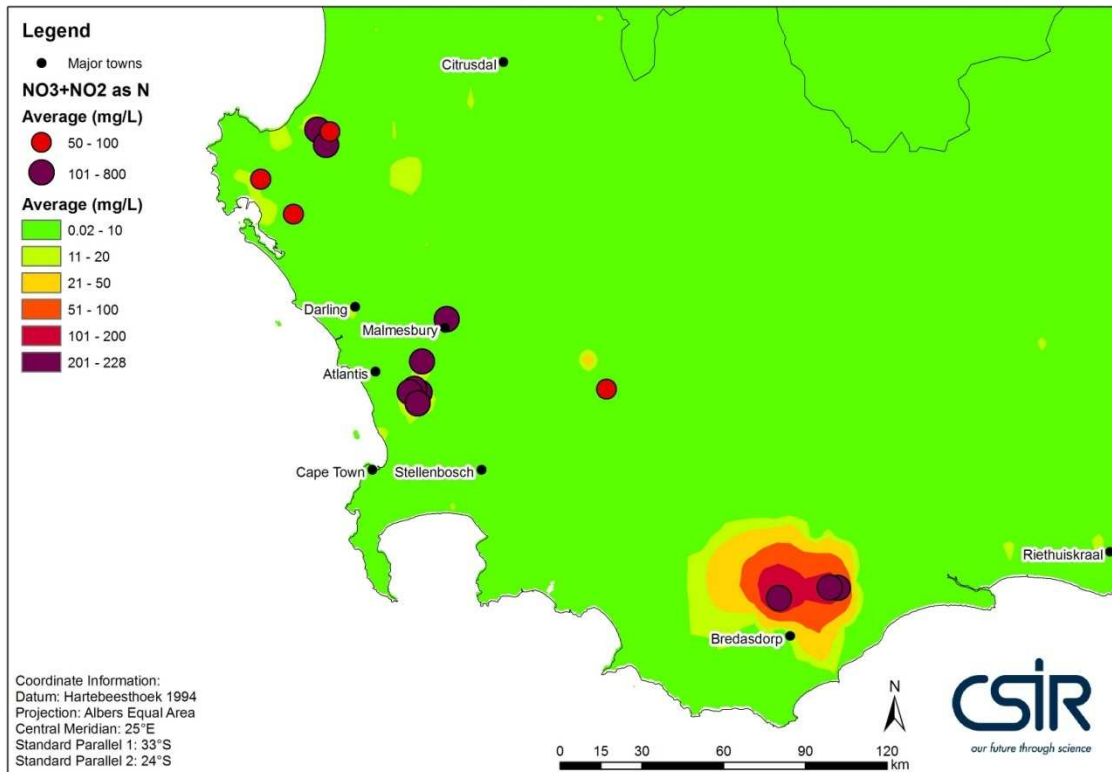 Legend
Major towns
NO3+NO2 as N
Average (mg/L)
50 - 100
101 - 800
Average (mg/L)
0.02 - 10
11 - 20
21 - 50
51 - 100
101 - 200
201 - 228
Citrusdal
Darling
Malmesbury
Atlantis
Cape Town
Stellenbosch
Riethuiskraal
Bredasdorp
Coordinate Information:
Datum: Hartebeesthoek 1994
Projection: Albers Equal Area
Central Meridian: 25°E
Standard Parallel 1: 33°S
Standard Parallel 2: 24°S
N
0 15 30 60 90 120
km
CSIR
our future through science